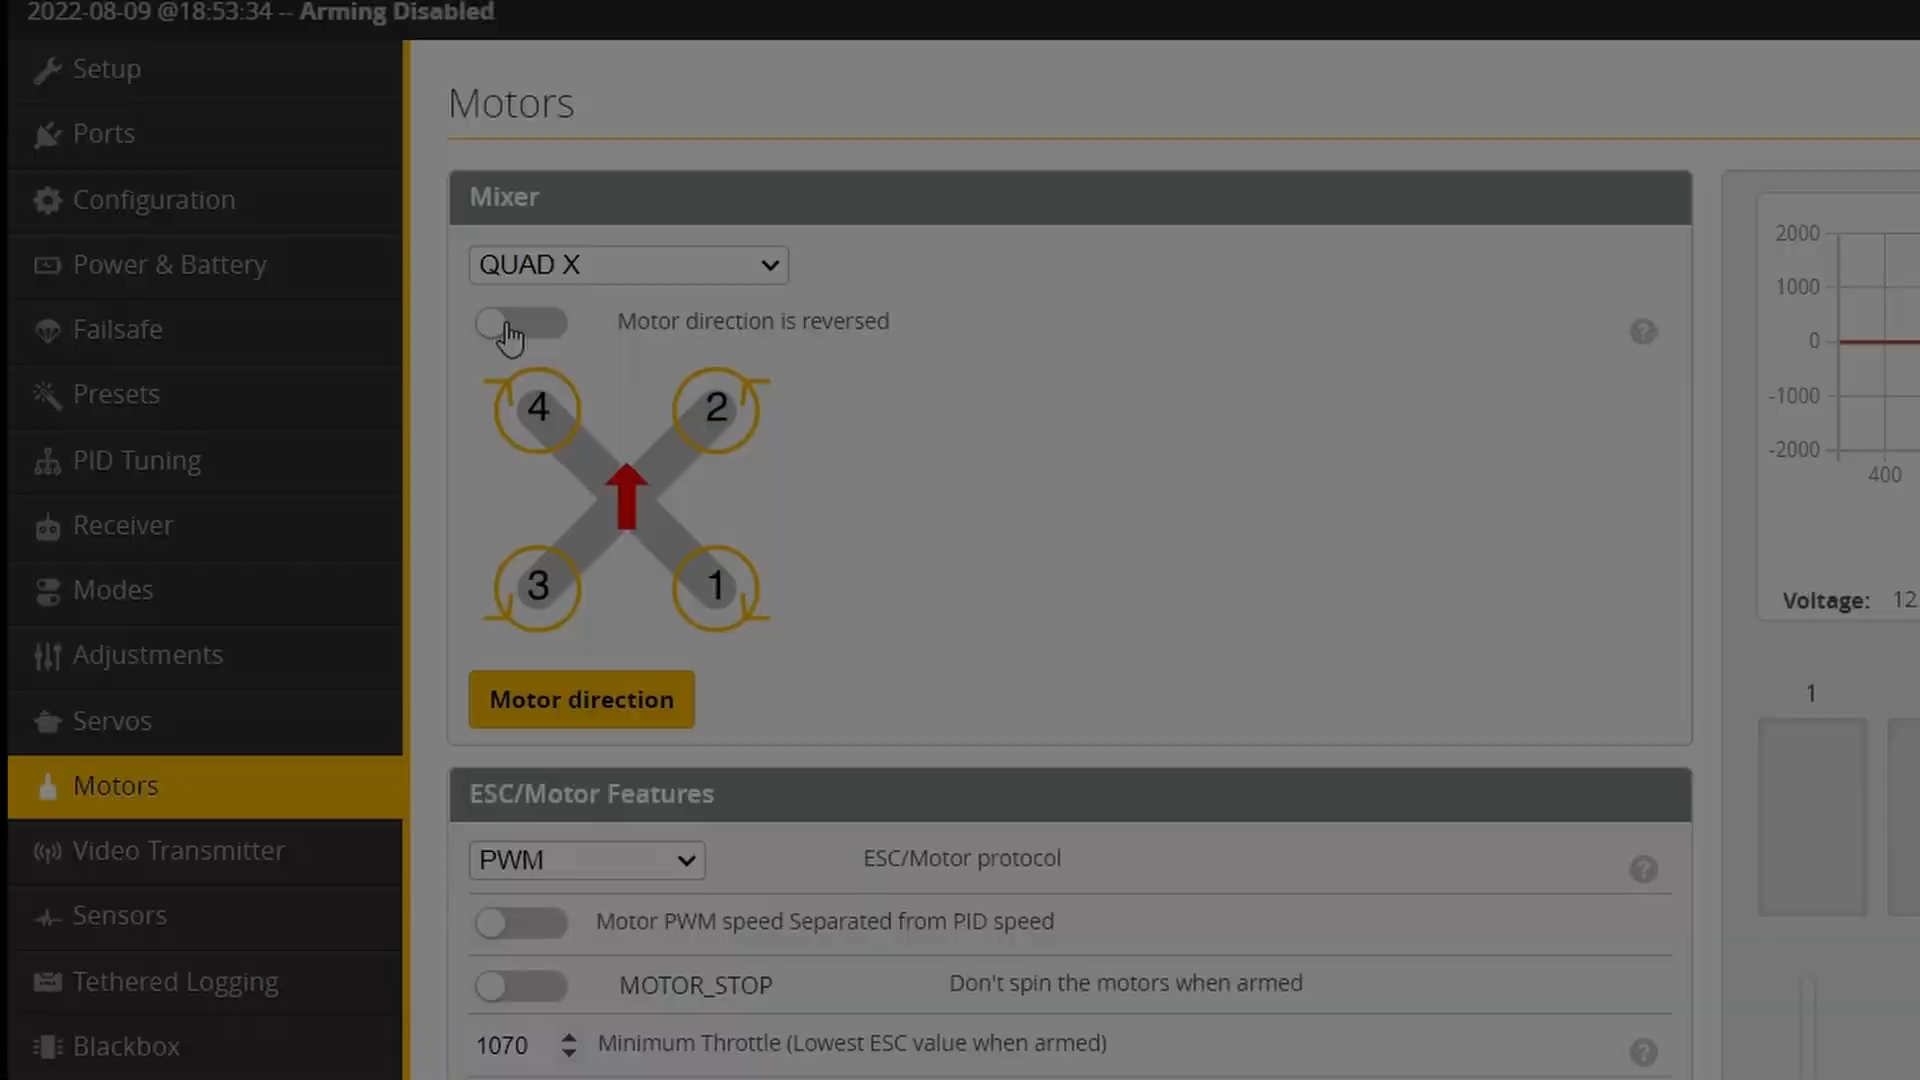 2022-08-09 @18:53:34 -- Arming Disabled
Setup
Ports
Configuration
Power & Battery
Failsafe
Presets
PID Tuning
Receiver
Modes
Adjustments
Servos
Motors
Video Transmitter
Sensors
Tethered Logging
Blackbox
Motors
Mixer
QUAD X
Motor direction is reversed
?
4 2
3 1
Motor direction
ESC/Motor Features
PWM ESC/Motor protocol
?
Motor PWM speed Separated from PID speed
MOTOR_STOP Don't spin the motors when armed
1070 Minimum Throttle (Lowest ESC value when armed)
?
2000
1000
0
-1000
-2000
400
Voltage: 12
1